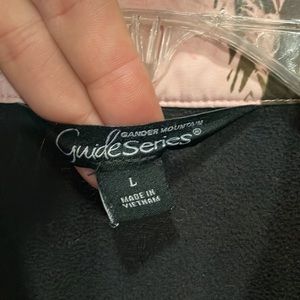 GANDER MOUNTAIN
GuideSeries®
L
MADE IN
VIETNAM